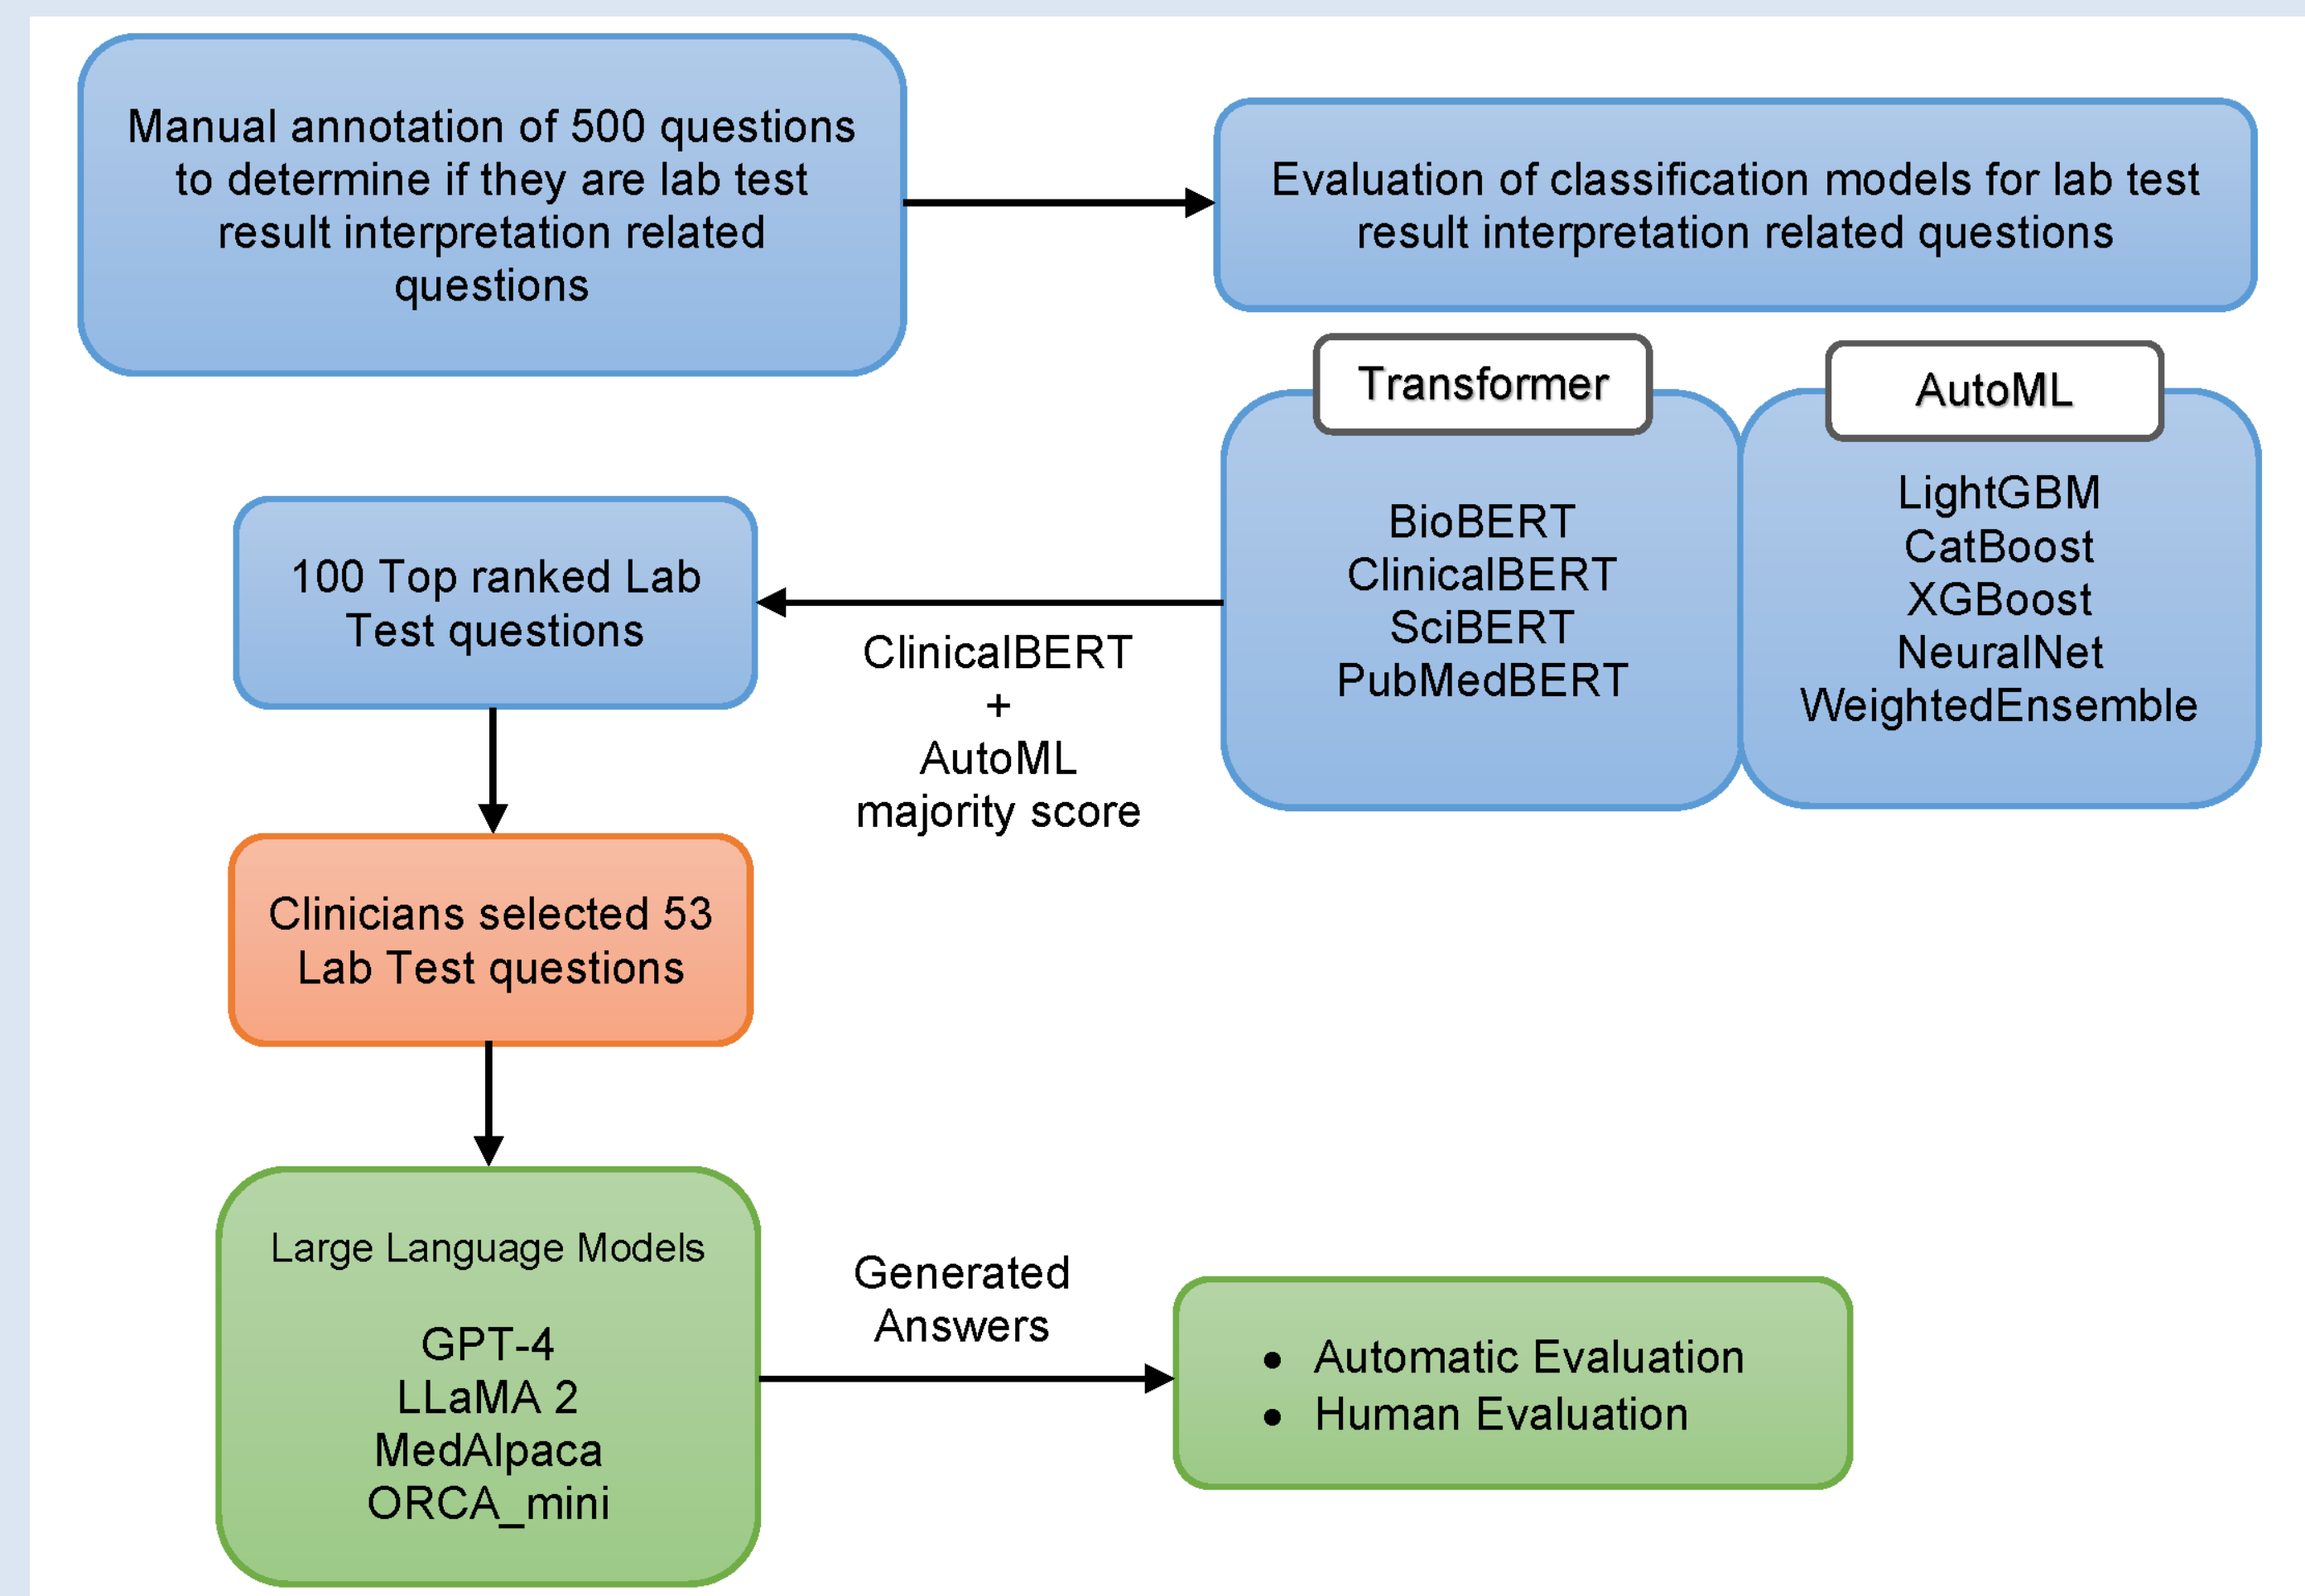 Manual annotation of 500 questions
to determine if they are lab test
result interpretation related
questions
Evaluation of classification models for lab test
result interpretation related questions
Transformer
BioBERT
ClinicalBERT
SciBERT
PubMedBERT
AutoML
LightGBM
CatBoost
XGBoost
NeuralNet
WeightedEnsemble
ClinicalBERT
+
AutoML
majority score
100 Top ranked Lab
Test questions
Clinicians selected 53
Lab Test questions
Large Language Models
GPT-4
LLaMA 2
MedAlpaca
ORCA_mini
Generated
Answers
• Automatic Evaluation
• Human Evaluation